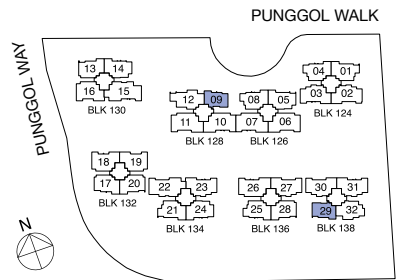 PUNGGOL WALK
PUNGGOL WAY
13 14
16 15
BLK 130
12 09
11 10
BLK 128
08 05
07 06
BLK 126
04 01
03 02
BLK 124
18 19
17 20
BLK 132
22 23
21 24
BLK 134
26 27
25 28
BLK 136
30 31
29 32
BLK 138
N